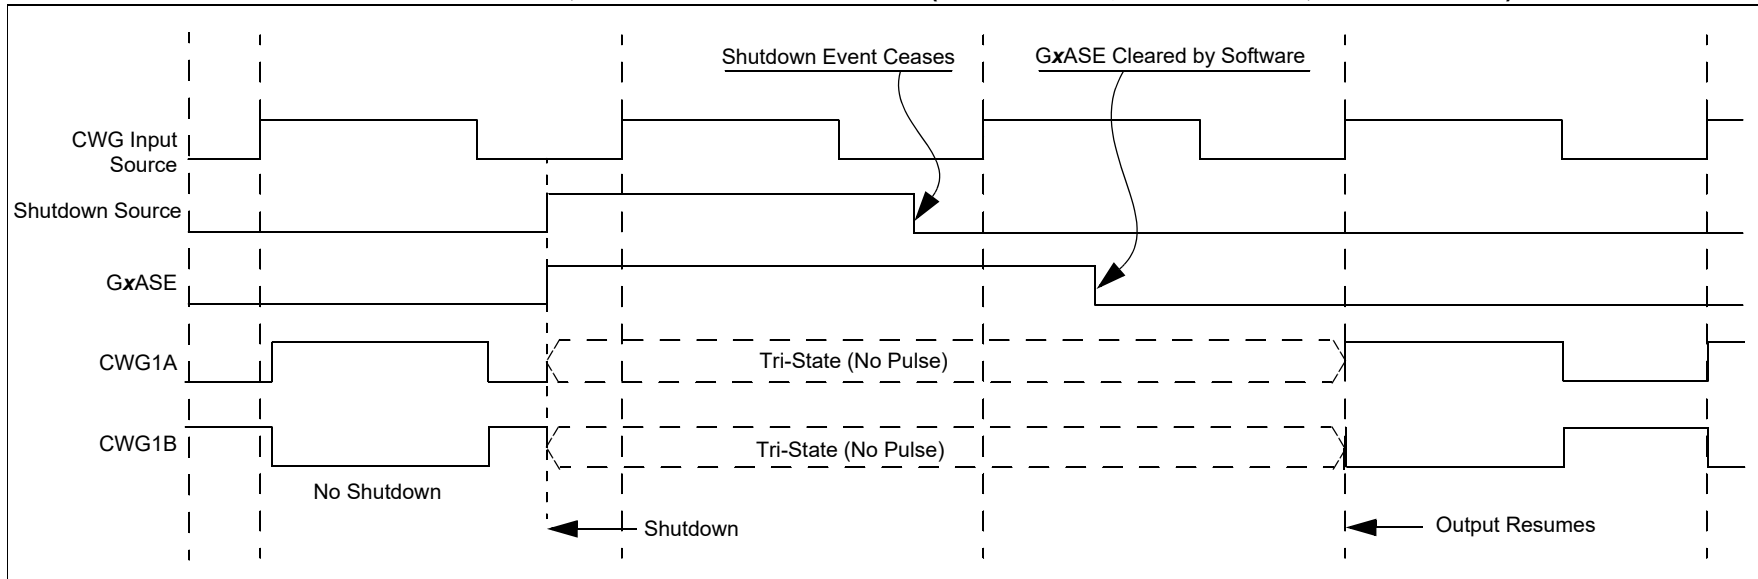 Shutdown Event Ceases
GxASE Cleared by Software
CWG Input
Source
Shutdown Source
GxASE
CWG1A
Tri-State (No Pulse)
CWG1B
Tri-State (No Pulse)
No Shutdown
Shutdown
Output Resumes